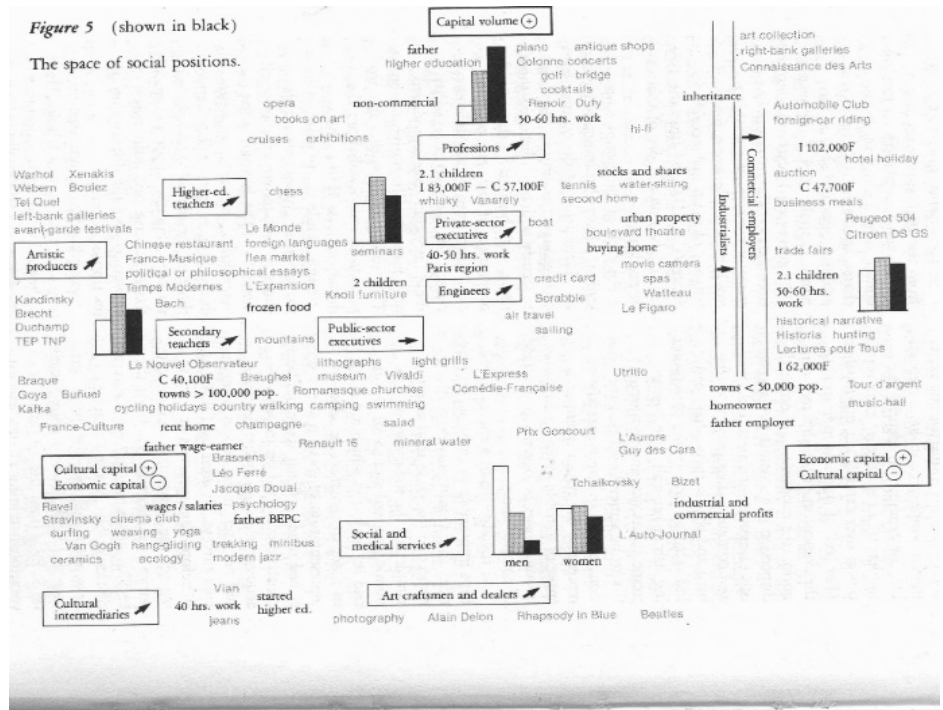 Figure 5 (shown in black)
The space of social positions.
Capital volume +
father
higher education
piano antique shops
Colonne concerts
golf bridge
cocktails
Renoir Dufy
50-60 hrs. work
non-commercial
opera
books on art
cruises exhibitions
Professions
hi-fi
art collection
right-bank galleries
Connaissance des Arts
inheritance
Automobile Club
foreign-car riding
I 102,000F
hotel holiday
auction
C 47,700F
business meals
Peugeot 504
Citroën DS GS
trade fairs
2.1 children
50-60 hrs.
work
historical narrative
Historia hunting
Lectures pour Tous
I 62,000F
Industrialists
Commercial employers
Warhol Xenakis
Webern Boulez
Tel Quel
left-bank galleries
avant-garde festivals
Higher-ed.
teachers
chess
2.1 children
I 83,000F – C 57,100F
whisky Vasarely
stocks and shares
tennis water-skiing
second home
Private-sector
executives
boat
urban property
boulevard theatre
buying home
Artistic
producers
Chinese restaurant
France-Musique
political or philosophical essays
Temps Modernes
Le Monde
foreign languages
flea market
L'Expansion
seminars
40-50 hrs. work
Paris region
Engineers
movie camera
credit card spas
Watteau
Scrabble
Le Figaro
air travel
sailing
2 children
Knoll furniture
Kandinsky
Brecht
Duchamp
TEP TNP
Bach
frozen food
Secondary
teachers
mountains
Public-sector
executives
Le Nouvel Observateur
lithographs light grills
Braque
C 40,100F
Breughel museum Vivaldi
L'Express
Utrillo
Goya Buñuel
towns > 100,000 pop.
Romanesque churches
Comédie-Française
Kafka
cycling holidays country walking camping swimming
towns < 50,000 pop.
Tour d'argent
homeowner
music-hall
father employer
France-Culture
rent home
champagne
salad
father wage-earner
Renault 16
mineral water
Prix Goncourt
L'Aurore
Guy des Cars
Cultural capital +
Economic capital −
Brassens
Léo Ferré
Jacques Douai
Economic capital +
Cultural capital −
Tchaikovsky Bizet
Ravel
wages/salaries
psychology
industrial and
commercial profits
Stravinsky cinema club
father BEPC
surfing weaving yoga
Van Gogh hang-gliding trekking minibus
ceramics ecology modern jazz
Social and
medical services
L'Auto-Journal
men women
Vian
Cultural
intermediaries
40 hrs. work
started
higher ed.
jeans
Art craftsmen and dealers
photography Alain Delon Rhapsody in Blue Beatles